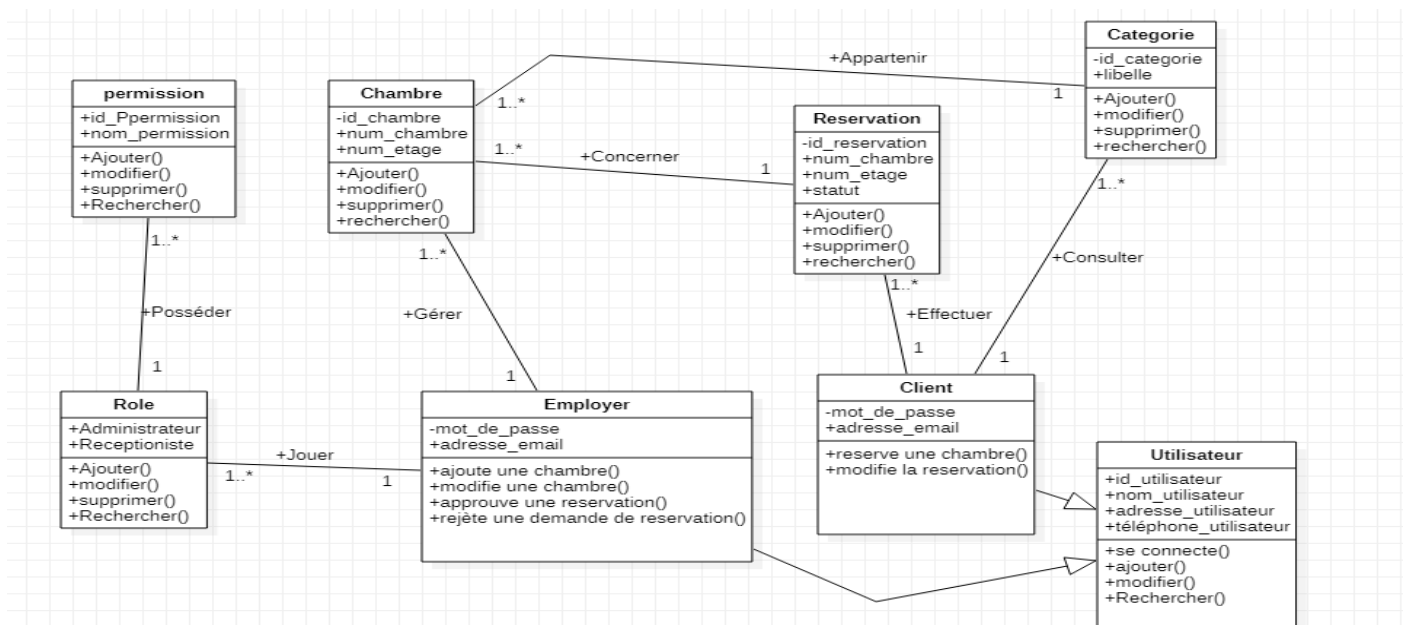 Categorie
-id_categorie
+libelle
+Ajouter()
+modifier()
+supprimer()
+rechercher()
+Appartenir
1..*
1
permission
+id_Ppermission
+nom_permission
+Ajouter()
+modifier()
+supprimer()
+Rechercher()
Chambre
-id_chambre
+num_chambre
+num_etage
+Ajouter()
+modifier()
+supprimer()
+rechercher()
1..*
+Concerner
1
Reservation
-id_reservation
+num_chambre
+num_etage
+statut
+Ajouter()
+modifier()
+supprimer()
+rechercher()
1..*
+Posséder
1
1..*
+Gérer
1
1..*
+Effectuer
1
1..*
+Consulter
1
Role
+Administrateur
+Receptioniste
+Ajouter()
+modifier()
+supprimer()
+Rechercher()
+Jouer
1..*
1
Employer
-mot_de_passe
+adresse_email
+ajoute une chambre()
+modifie une chambre()
+approuve une reservation()
+rejète une demande de reservation()
Client
-mot_de_passe
+adresse_email
+reserve une chambre()
+modifie la reservation()
Utilisateur
+id_utilisateur
+nom_utilisateur
+adresse_utilisateur
+téléphone_utilisateur
+se connecte()
+ajouter()
+modifier()
+Rechercher()